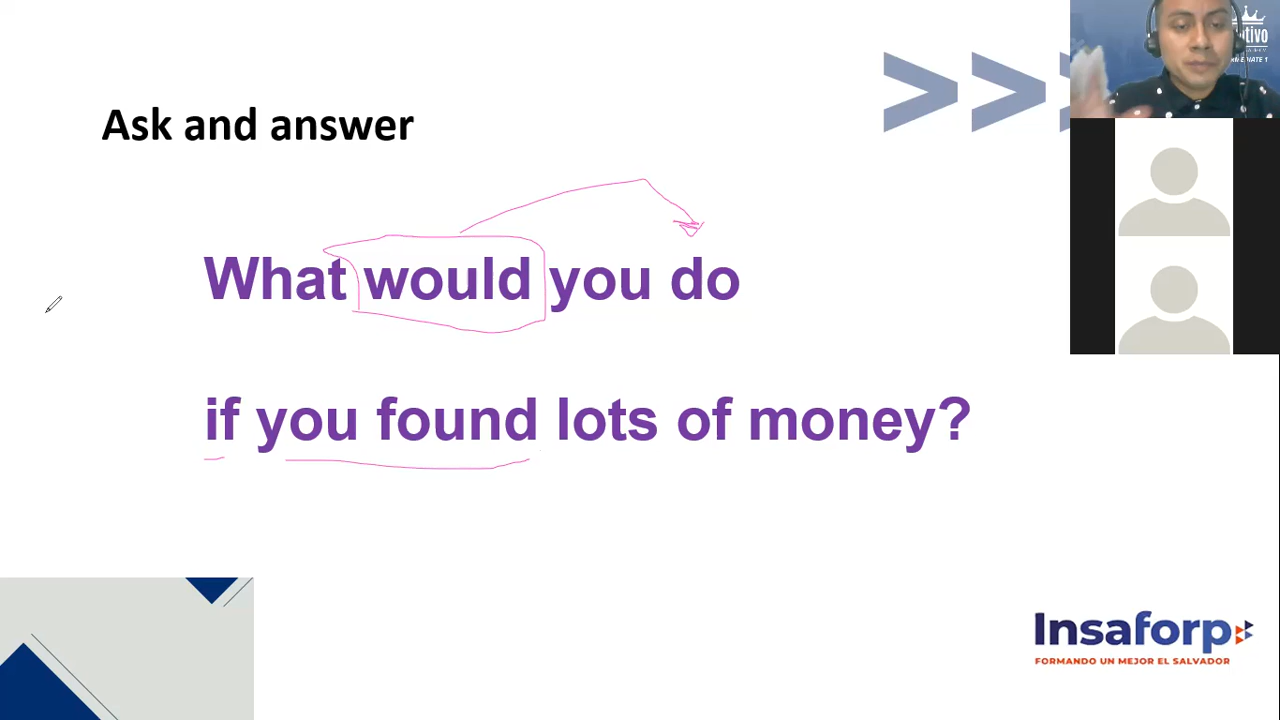 Ask and answer
What would you do
if you found lots of money?
Insaforp
FORMANDO UN MEJOR EL SALVADOR